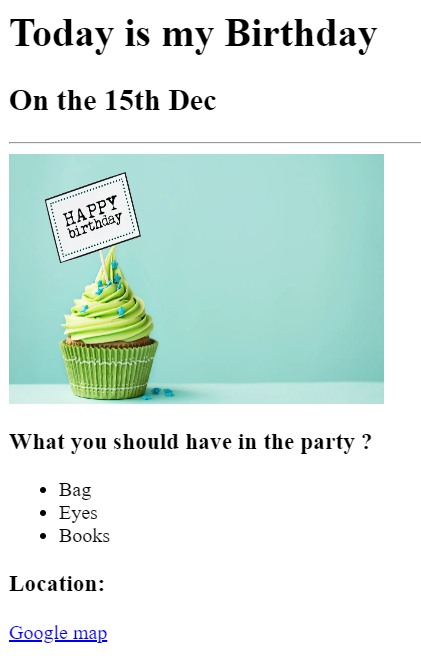 Today is my Birthday
On the 15th Dec
HAPPY
birthday
What you should have in the party ?
Bag
Eyes
Books
Location:
Google map